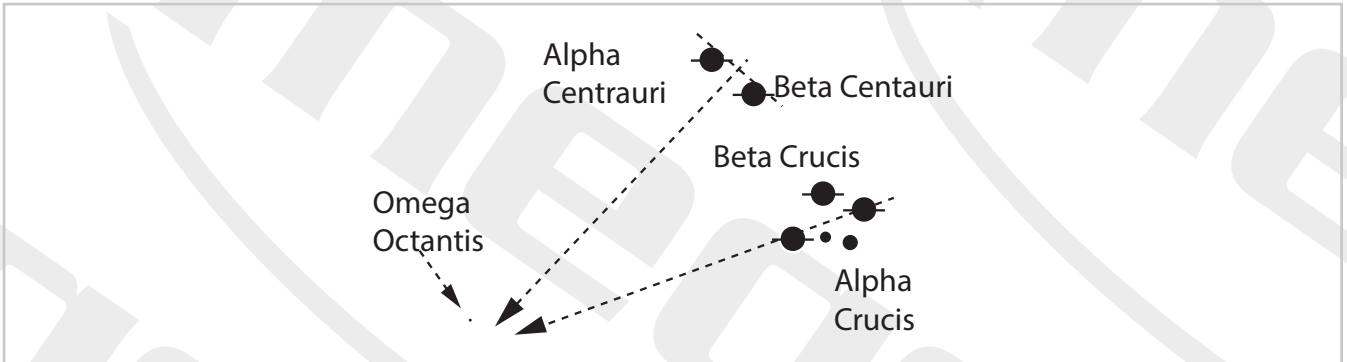 Alpha
Centrauri
Beta Centauri
Beta Crucis
Omega
Octantis
Alpha
Crucis